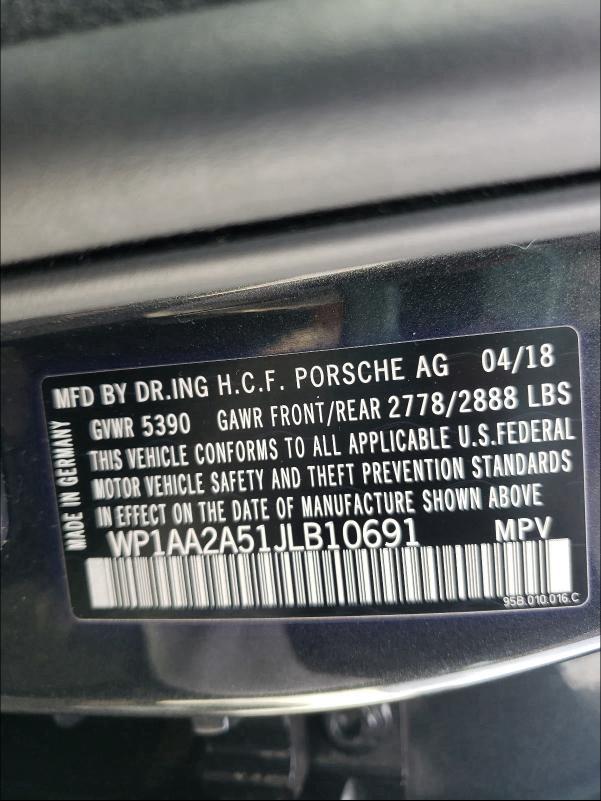 MFD BY DR.ING H.C.F. PORSCHE AG 04/18
GVWR 5390 GAWR FRONT/REAR 2778/2888 LBS
THIS VEHICLE CONFORMS TO ALL APPLICABLE U.S.FEDERAL
MOTOR VEHICLE SAFETY AND THEFT PREVENTION STANDARDS
IN EFFECT ON THE DATE OF MANUFACTURE SHOWN ABOVE
WP1AA2A51JLB10691 MPV
95B.010.016.C
MADE IN GERMANY